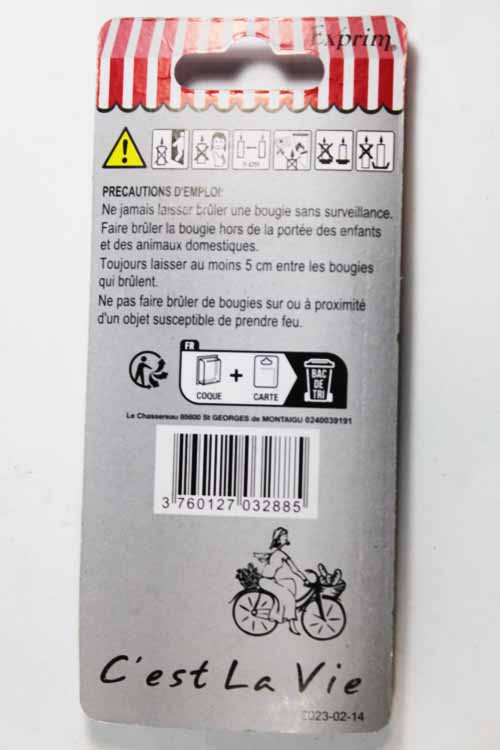 Exprim®
5 cm
PRECAUTIONS D'EMPLOI:
Ne jamais laisser brûler une bougie sans surveillance.
Faire brûler la bougie hors de la portée des enfants
et des animaux domestiques.
Toujours laisser au moins 5 cm entre les bougies
qui brûlent.
Ne pas faire brûler de bougies sur ou à proximité
d'un objet susceptible de prendre feu.
FR
COQUE + CARTE
BAC
DE
TRI
Le Chassereau 85600 St GEORGES de MONTAIGU 0240039191
3 760127 032885
C'est La Vie
2023-02-14